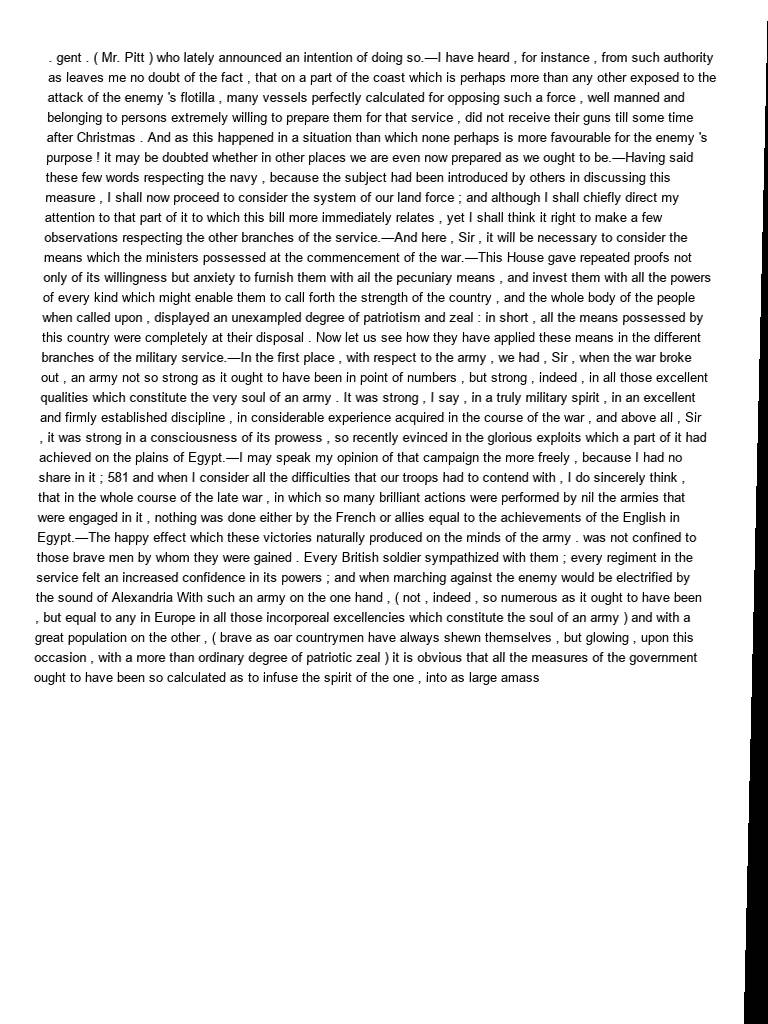 . gent . ( Mr. Pitt ) who lately announced an intention of doing so.—I have heard , for instance , from such authority
as leaves me no doubt of the fact , that on a part of the coast which is perhaps more than any other exposed to the
attack of the enemy 's flotilla , many vessels perfectly calculated for opposing such a force , well manned and
belonging to persons extremely willing to prepare them for that service , did not receive their guns till some time
after Christmas . And as this happened in a situation than which none perhaps is more favourable for the enemy 's
purpose ! it may be doubted whether in other places we are even now prepared as we ought to be.—Having said
these few words respecting the navy , because the subject had been introduced by others in discussing this
measure , I shall now proceed to consider the system of our land force ; and although I shall chiefly direct my
attention to that part of it to which this bill more immediately relates , yet I shall think it right to make a few
observations respecting the other branches of the service.—And here , Sir , it will be necessary to consider the
means which the ministers possessed at the commencement of the war.—This House gave repeated proofs not
only of its willingness but anxiety to furnish them with ail the pecuniary means , and invest them with all the powers
of every kind which might enable them to call forth the strength of the country , and the whole body of the people
when called upon , displayed an unexampled degree of patriotism and zeal : in short , all the means possessed by
this country were completely at their disposal . Now let us see how they have applied these means in the different
branches of the military service.—In the first place , with respect to the army , we had , Sir , when the war broke
out , an army not so strong as it ought to have been in point of numbers , but strong , indeed , in all those excellent
qualities which constitute the very soul of an army . It was strong , I say , in a truly military spirit , in an excellent
and firmly established discipline , in considerable experience acquired in the course of the war , and above all , Sir
, it was strong in a consciousness of its prowess , so recently evinced in the glorious exploits which a part of it had
achieved on the plains of Egypt.—I may speak my opinion of that campaign the more freely , because I had no
share in it ; 581 and when I consider all the difficulties that our troops had to contend with , I do sincerely think ,
that in the whole course of the late war , in which so many brilliant actions were performed by nil the armies that
were engaged in it , nothing was done either by the French or allies equal to the achievements of the English in
Egypt.—The happy effect which these victories naturally produced on the minds of the army . was not confined to
those brave men by whom they were gained . Every British soldier sympathized with them ; every regiment in the
service felt an increased confidence in its powers ; and when marching against the enemy would be electrified by
the sound of Alexandria With such an army on the one hand , ( not , indeed , so numerous as it ought to have been
, but equal to any in Europe in all those incorporeal excellencies which constitute the soul of an army ) and with a
great population on the other , ( brave as oar countrymen have always shewn themselves , but glowing , upon this
occasion , with a more than ordinary degree of patriotic zeal ) it is obvious that all the measures of the government
ought to have been so calculated as to infuse the spirit of the one , into as large amass